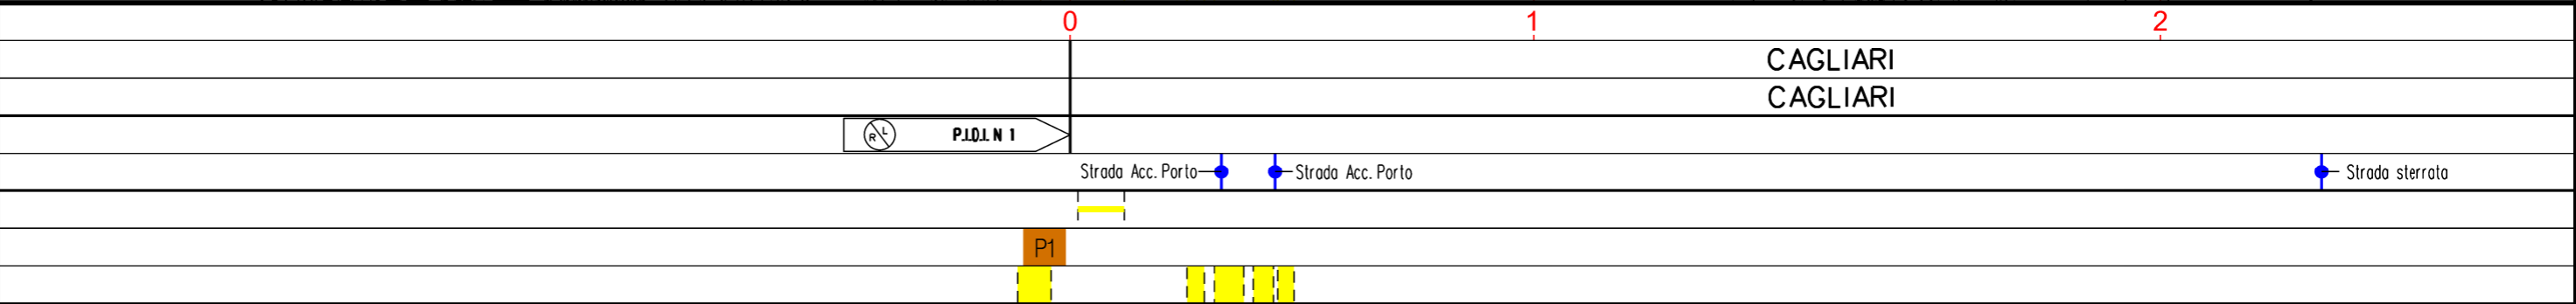 0 1 2
CAGLIARI
CAGLIARI
R L P.I.D.I. N 1
Strada Acc. Porto Strada Acc. Porto Strada sterrata
P1